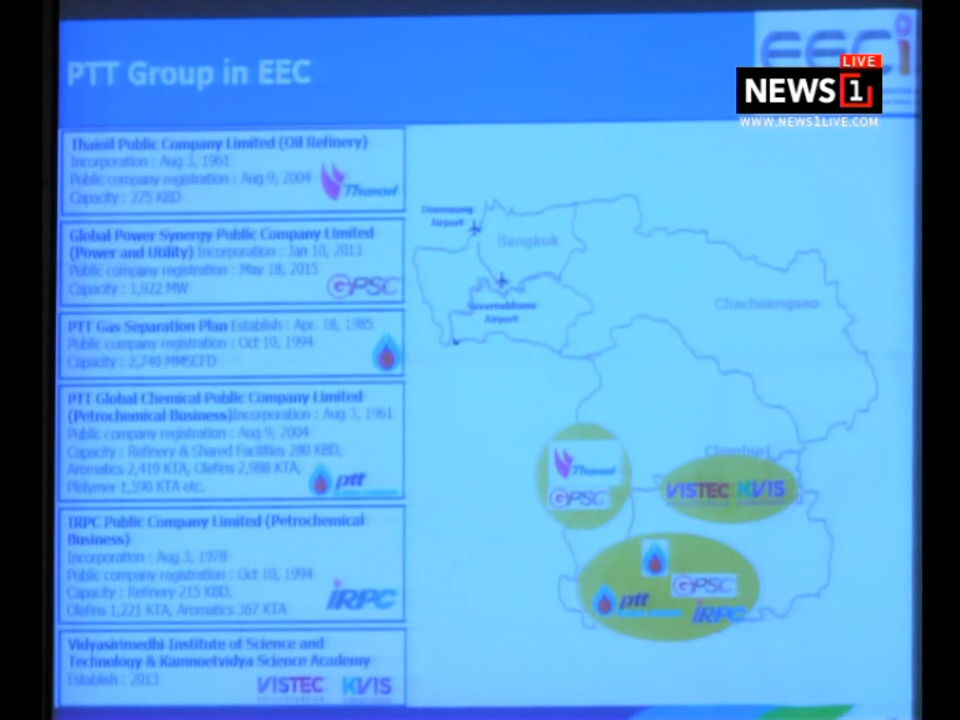 PTT Group in EEC
EECi
LIVE
NEWS 1
WWW.NEWS1LIVE.COM
Thaioil Public Company Limited (Oil Refinery)
Incorporation : Aug 3, 1961
Public company registration : Aug 9, 2004
Capacity : 275 KBD
Thaioil
Global Power Synergy Public Company Limited
(Power and Utility) Incorporation : Jan 10, 2013
Public company registration : May 18, 2015
Capacity : 1,922 MW
GPSC
PTT Gas Separation Plan Establish : Apr. 18, 1985
Public company registration : Oct 10, 1994
Capacity : 2,740 MMSCFD
PTT Global Chemical Public Company Limited
(Petrochemical Business)Incorporation : Aug 3, 1961
Public company registration : Aug 9, 2004
Capacity : Refinery & Shared Facilities 280 KBD,
Aromatics 2,419 KTA, Olefins 2,988 KTA,
Plolymer 1,590 KTA etc.
ptt
IRPC Public Company Limited (Petrochemical
Business)
Incorporation : Aug 3, 1978
Public company registration : Oct 10, 1994
Capacity : Refinery 215 KBD,
Olefins 1,221 KTA, Aromatics 367 KTA
iRPC
Vidyasirimedhi Institute of Science and
Technology & Kamnoetvidya Science Academy
Establish : 2013
VISTEC KVIS
Donmuang
Airport
Bangkok
Suvarnabhumi
Airport
Chachoengsao
Chonburi
Thaioil
GPSC
VISTEC KVIS
GPSC
ptt
iRPC